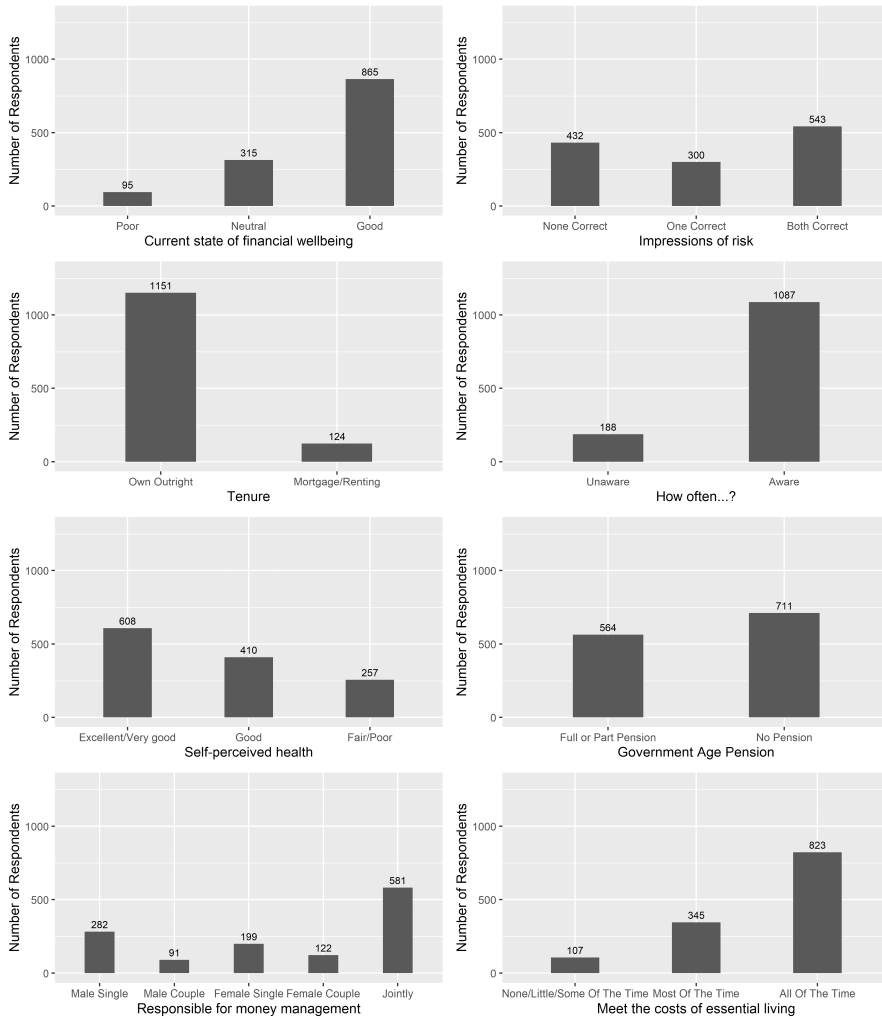 Number of Respondents
1000
500
0
95
315
865
Poor Neutral Good
Current state of financial wellbeing
Number of Respondents
1000
500
0
432
300
543
None Correct One Correct Both Correct
Impressions of risk
Number of Respondents
1000
500
0
1151
124
Own Outright Mortgage/Renting
Tenure
Number of Respondents
1000
500
0
188
1087
Unaware Aware
How often...?
Number of Respondents
1000
500
0
608
410
257
Excellent/Very good Good Fair/Poor
Self-perceived health
Number of Respondents
1000
500
0
564
711
Full or Part Pension No Pension
Government Age Pension
Number of Respondents
1000
500
0
282
91
199
122
581
Male Single Male Couple Female Single Female Couple Jointly
Responsible for money management
Number of Respondents
1000
500
0
107
345
823
None/Little/Some Of The Time Most Of The Time All Of The Time
Meet the costs of essential living